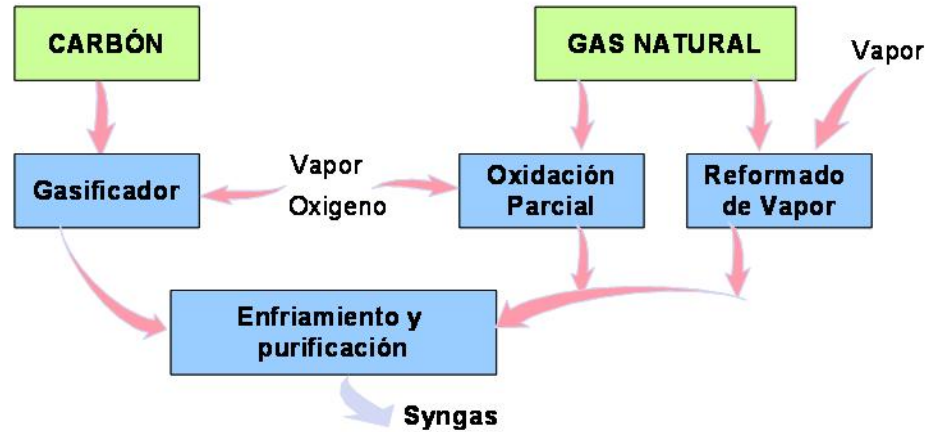 CARBÓN
GAS NATURAL
Vapor
Gasificador
Vapor
Oxigeno
Oxidación
Parcial
Reformado
de Vapor
Enfriamiento y
purificación
Syngas